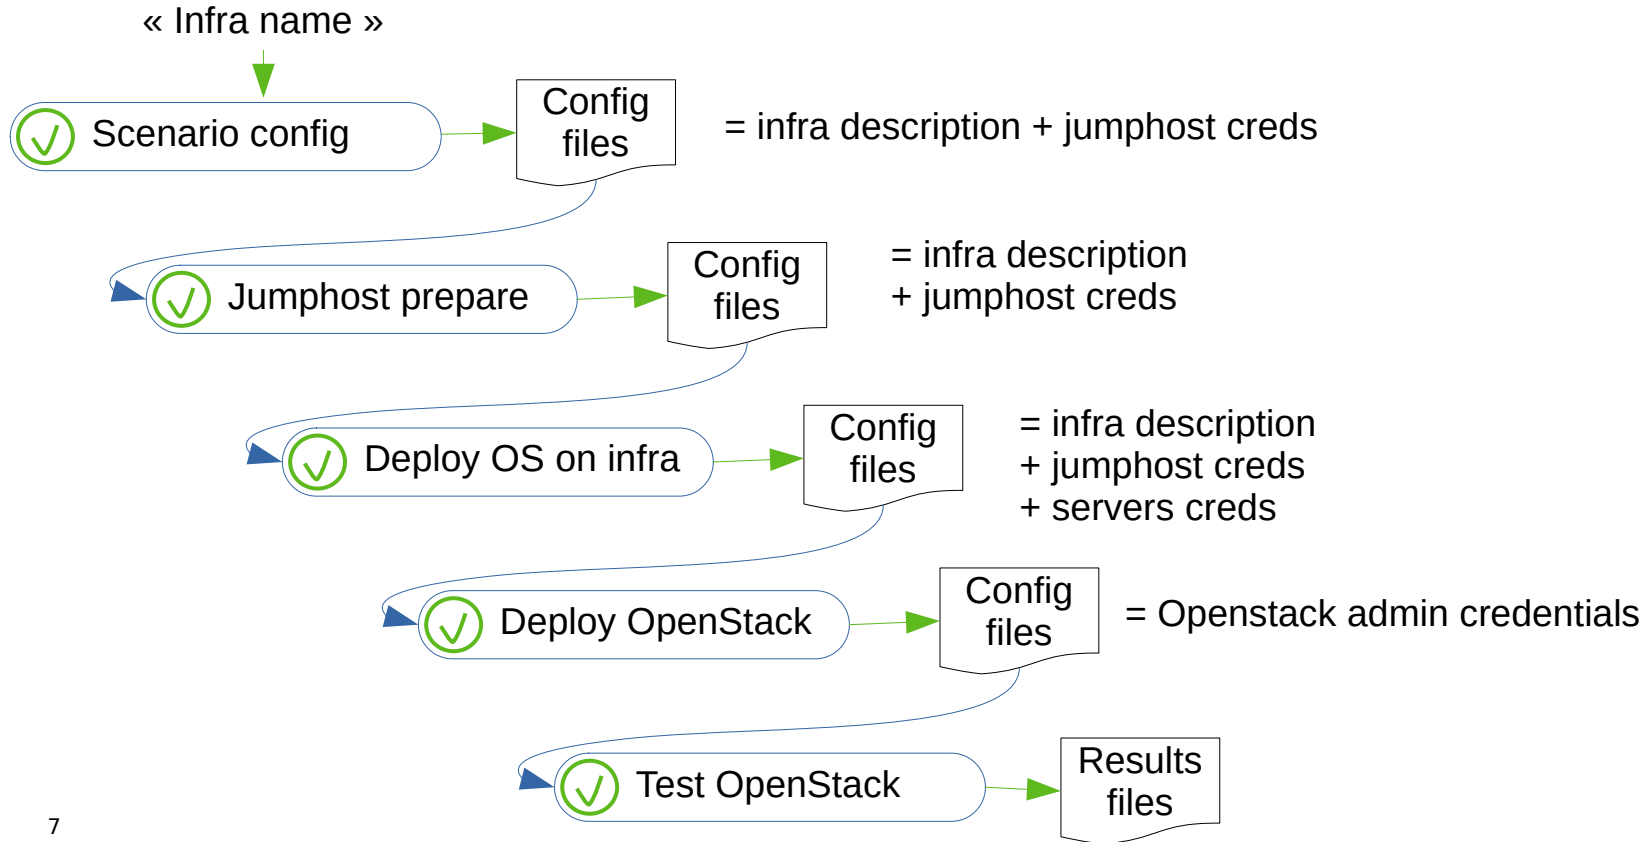 « Infra name »
Scenario config
Config
files
= infra description + jumphost creds
Jumphost prepare
Config
files
= infra description
+ jumphost creds
Deploy OS on infra
Config
files
= infra description
+ jumphost creds
+ servers creds
Deploy OpenStack
Config
files
= Openstack admin credentials
Test OpenStack
Results
files
7